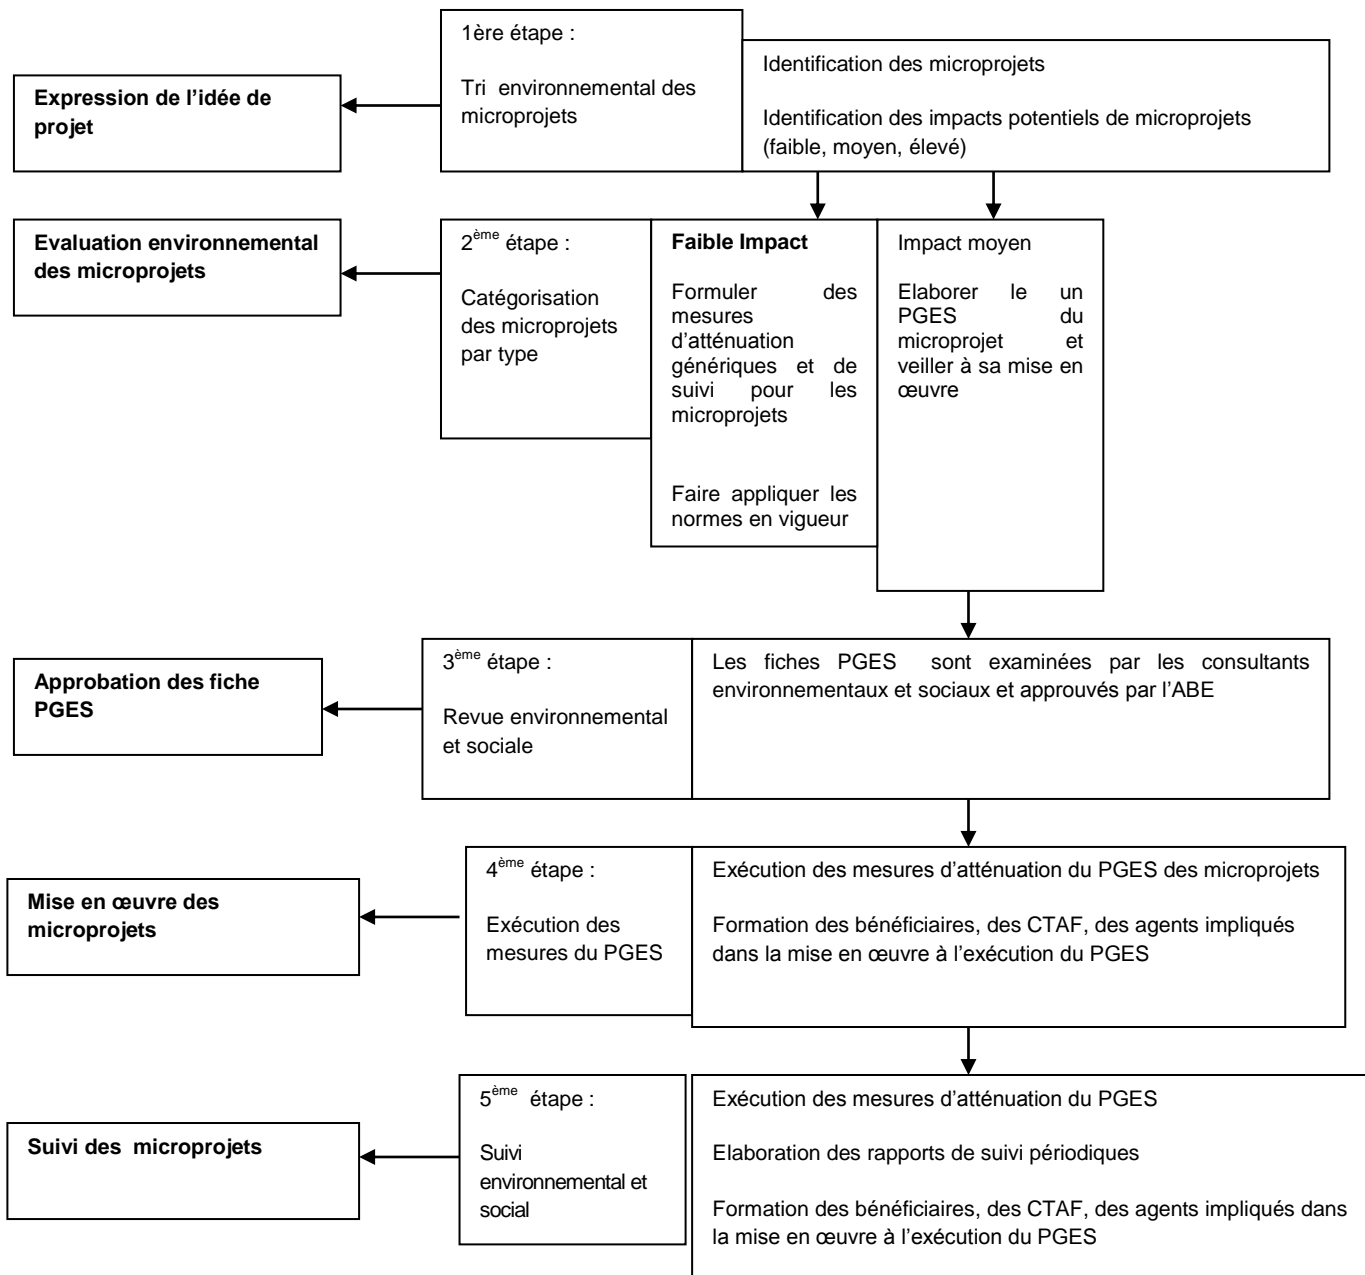 1ère étape :
Tri environnemental des
microprojets
Identification des microprojets
Identification des impacts potentiels de microprojets
(faible, moyen, élevé)
Expression de l’idée de
projet
Evaluation environnemental
des microprojets
2ème étape :
Catégorisation
des microprojets
par type
Faible Impact
Formuler des
mesures
d’atténuation
génériques et de
suivi pour les
microprojets
Faire appliquer les
normes en vigueur
Impact moyen
Elaborer le un
PGES du
microprojet et
veiller à sa mise en
œuvre
Approbation des fiche
PGES
3ème étape :
Revue environnemental
et sociale
Les fiches PGES sont examinées par les consultants
environnementaux et sociaux et approuvés par l’ABE
Mise en œuvre des
microprojets
4ème étape :
Exécution des
mesures du PGES
Exécution des mesures d’atténuation du PGES des microprojets
Formation des bénéficiaires, des CTAF, des agents impliqués
dans la mise en œuvre à l’exécution du PGES
Suivi des microprojets
5ème étape :
Suivi
environnemental et
social
Exécution des mesures d’atténuation du PGES
Elaboration des rapports de suivi périodiques
Formation des bénéficiaires, des CTAF, des agents impliqués dans
la mise en œuvre à l’exécution du PGES